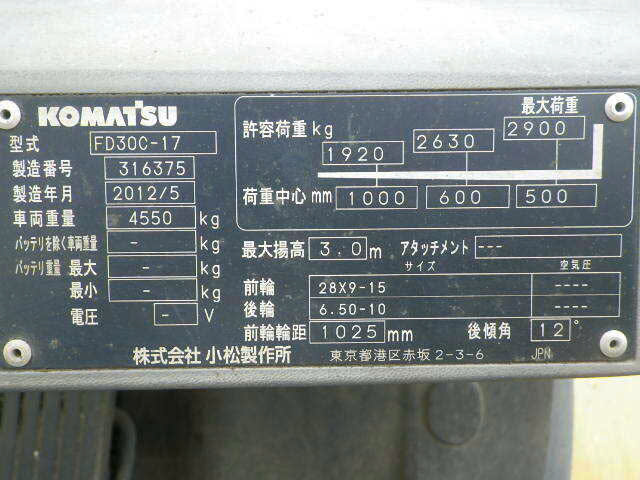 KOMATSU
型式 FD30C-17
製造番号 316375
製造年月 2012/5
車両重量 4550 kg
バッテリを除く車両重量 - kg
バッテリ重量 最大 - kg
最小 - kg
電圧 - V
最大荷重
許容荷重 kg 1920 2630 2900
荷重中心 mm 1000 600 500
最大揚高 3.0 m アタッチメント ---
サイズ 空気圧
前輪 28X9-15 ----
後輪 6.50-10 ----
前輪輪距 1025 mm 後傾角 12°
株式会社 小松製作所 東京都港区赤坂 2-3-6 JPN